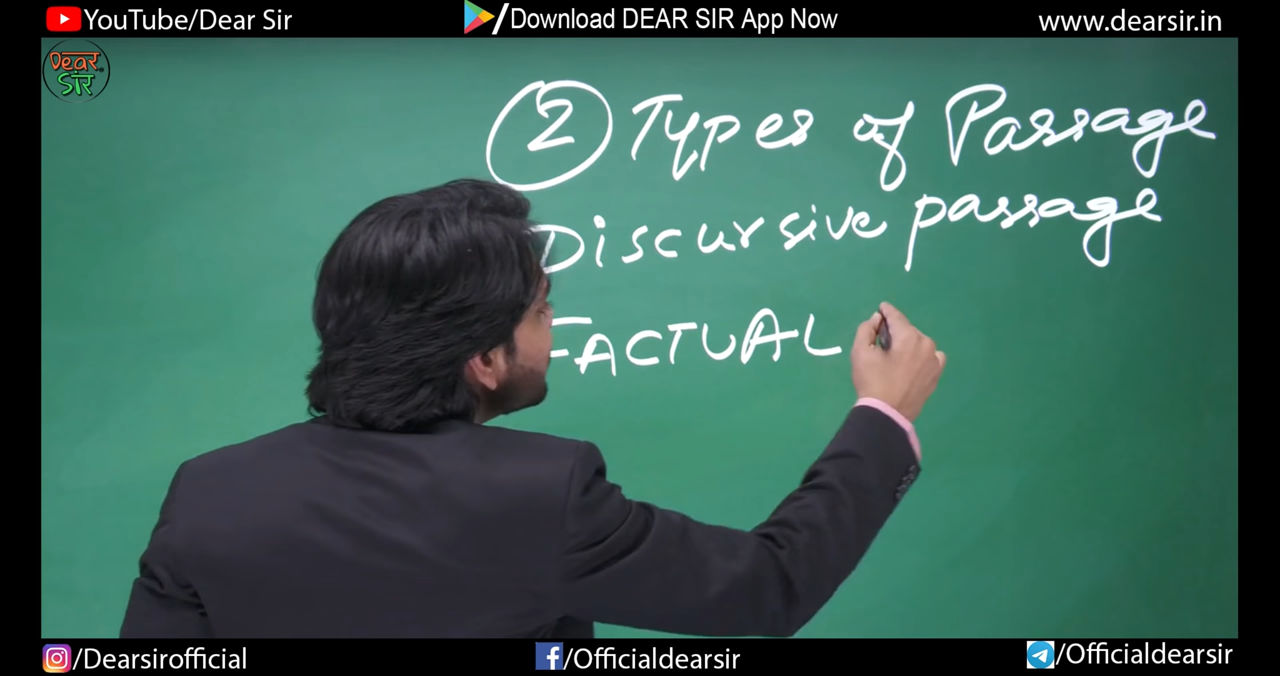 YouTube/Dear Sir
/Download DEAR SIR App Now
www.dearsir.in
Dear
सर
② Types of Passage
Discursive passage
FACTUAL
/Dearsirofficial
/Officialdearsir
/Officialdearsir